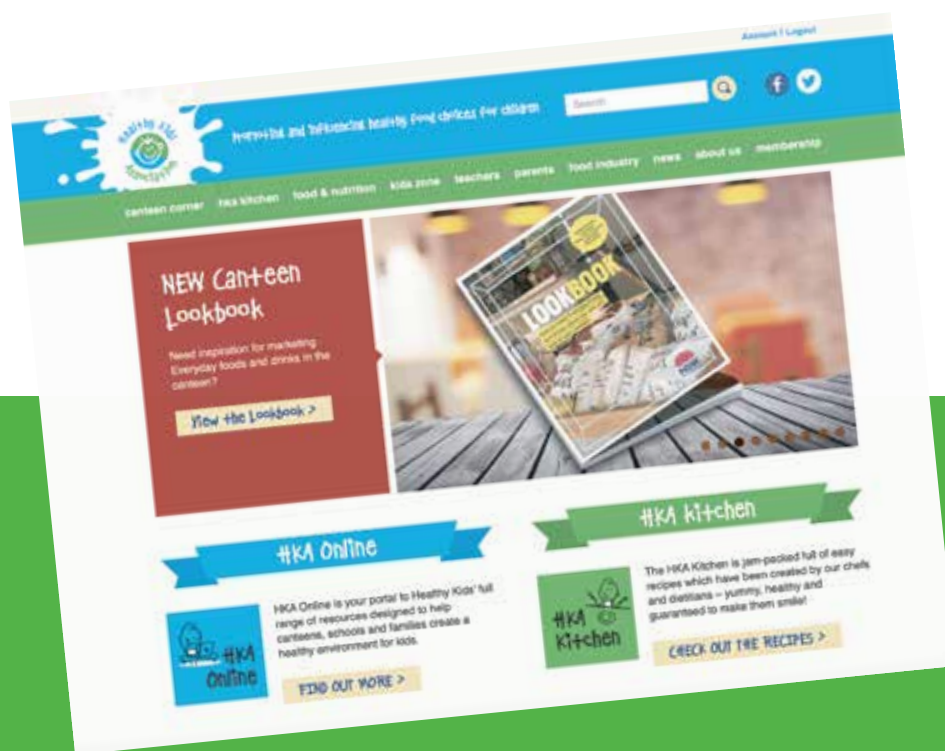 Account | Logout
Healthy Kids
Association
Promoting and influencing healthy food choices for children
Search
canteen corner hka kitchen food & nutrition kids zone teachers parents food industry news about us membership
NEW Canteen
Lookbook
Need inspiration for marketing
Everyday foods and drinks in the
canteen?
View the Lookbook >
LOOKBOOK
HKA Online
HKA Online is your portal to Healthy Kids' full
range of resources designed to help
canteens, schools and families create a
healthy environment for kids.
HKA
Online
FIND OUT MORE >
HKA kitchen
The HKA Kitchen is jam-packed full of easy
recipes which have been created by our chefs
and dietitians – yummy, healthy and
guaranteed to make them smile!
HKA
Kitchen
CHECK OUT THE RECIPES >